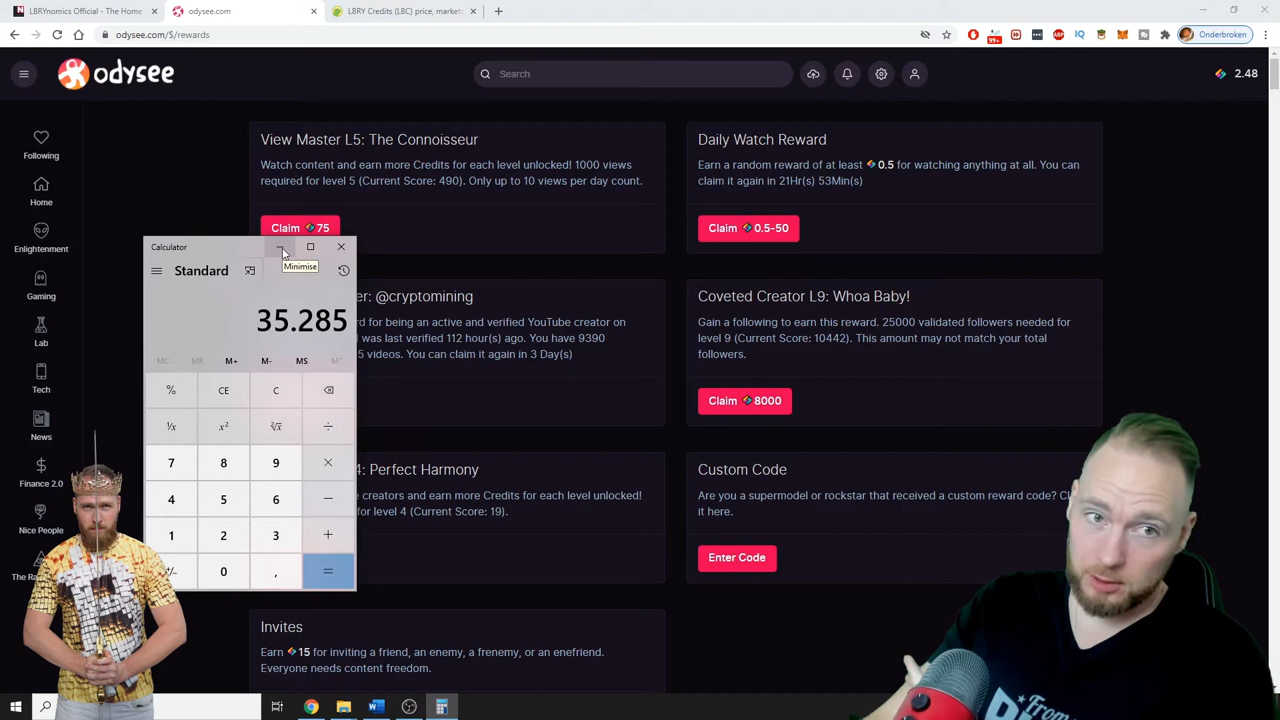 LBRYnomics Official - The Home
odysee.com
LBRY Credits (LBC) price, market
odysee.com/$/rewards
99+
ABP
IQ
Onderbroken
odysee
Search
2.48
Following
Home
Enlightenment
Gaming
Lab
Tech
News
Finance 2.0
Nice People
View Master L5: The Connoisseur
Watch content and earn more Credits for each level unlocked! 1000 views
required for level 5 (Current Score: 490). Only up to 10 views per day count.
Claim 75
Daily Watch Reward
Earn a random reward of at least 0.5 for watching anything at all. You can
claim it again in 21Hr(s) 53Min(s)
Claim 0.5-50
Calculator
Minimise
Standard
35.285
MC MR M+ M- MS
% CE C
1/x x² ²√x ÷
7 8 9 ×
4 5 6 −
1 2 3 +
+/− 0 , =
er: @cryptomining
rd for being an active and verified YouTube creator on
was last verified 112 hour(s) ago. You have 9390
5 videos. You can claim it again in 3 Day(s)
Coveted Creator L9: Whoa Baby!
Gain a following to earn this reward. 25000 validated followers needed for
level 9 (Current Score: 10442). This amount may not match your total
followers.
Claim 8000
4: Perfect Harmony
e creators and earn more Credits for each level unlocked!
for level 4 (Current Score: 19).
Custom Code
Are you a supermodel or rockstar that received a custom reward code?
it here.
Enter Code
Invites
Earn 15 for inviting a friend, an enemy, a frenemy, or an enefriend.
Everyone needs content freedom.
From